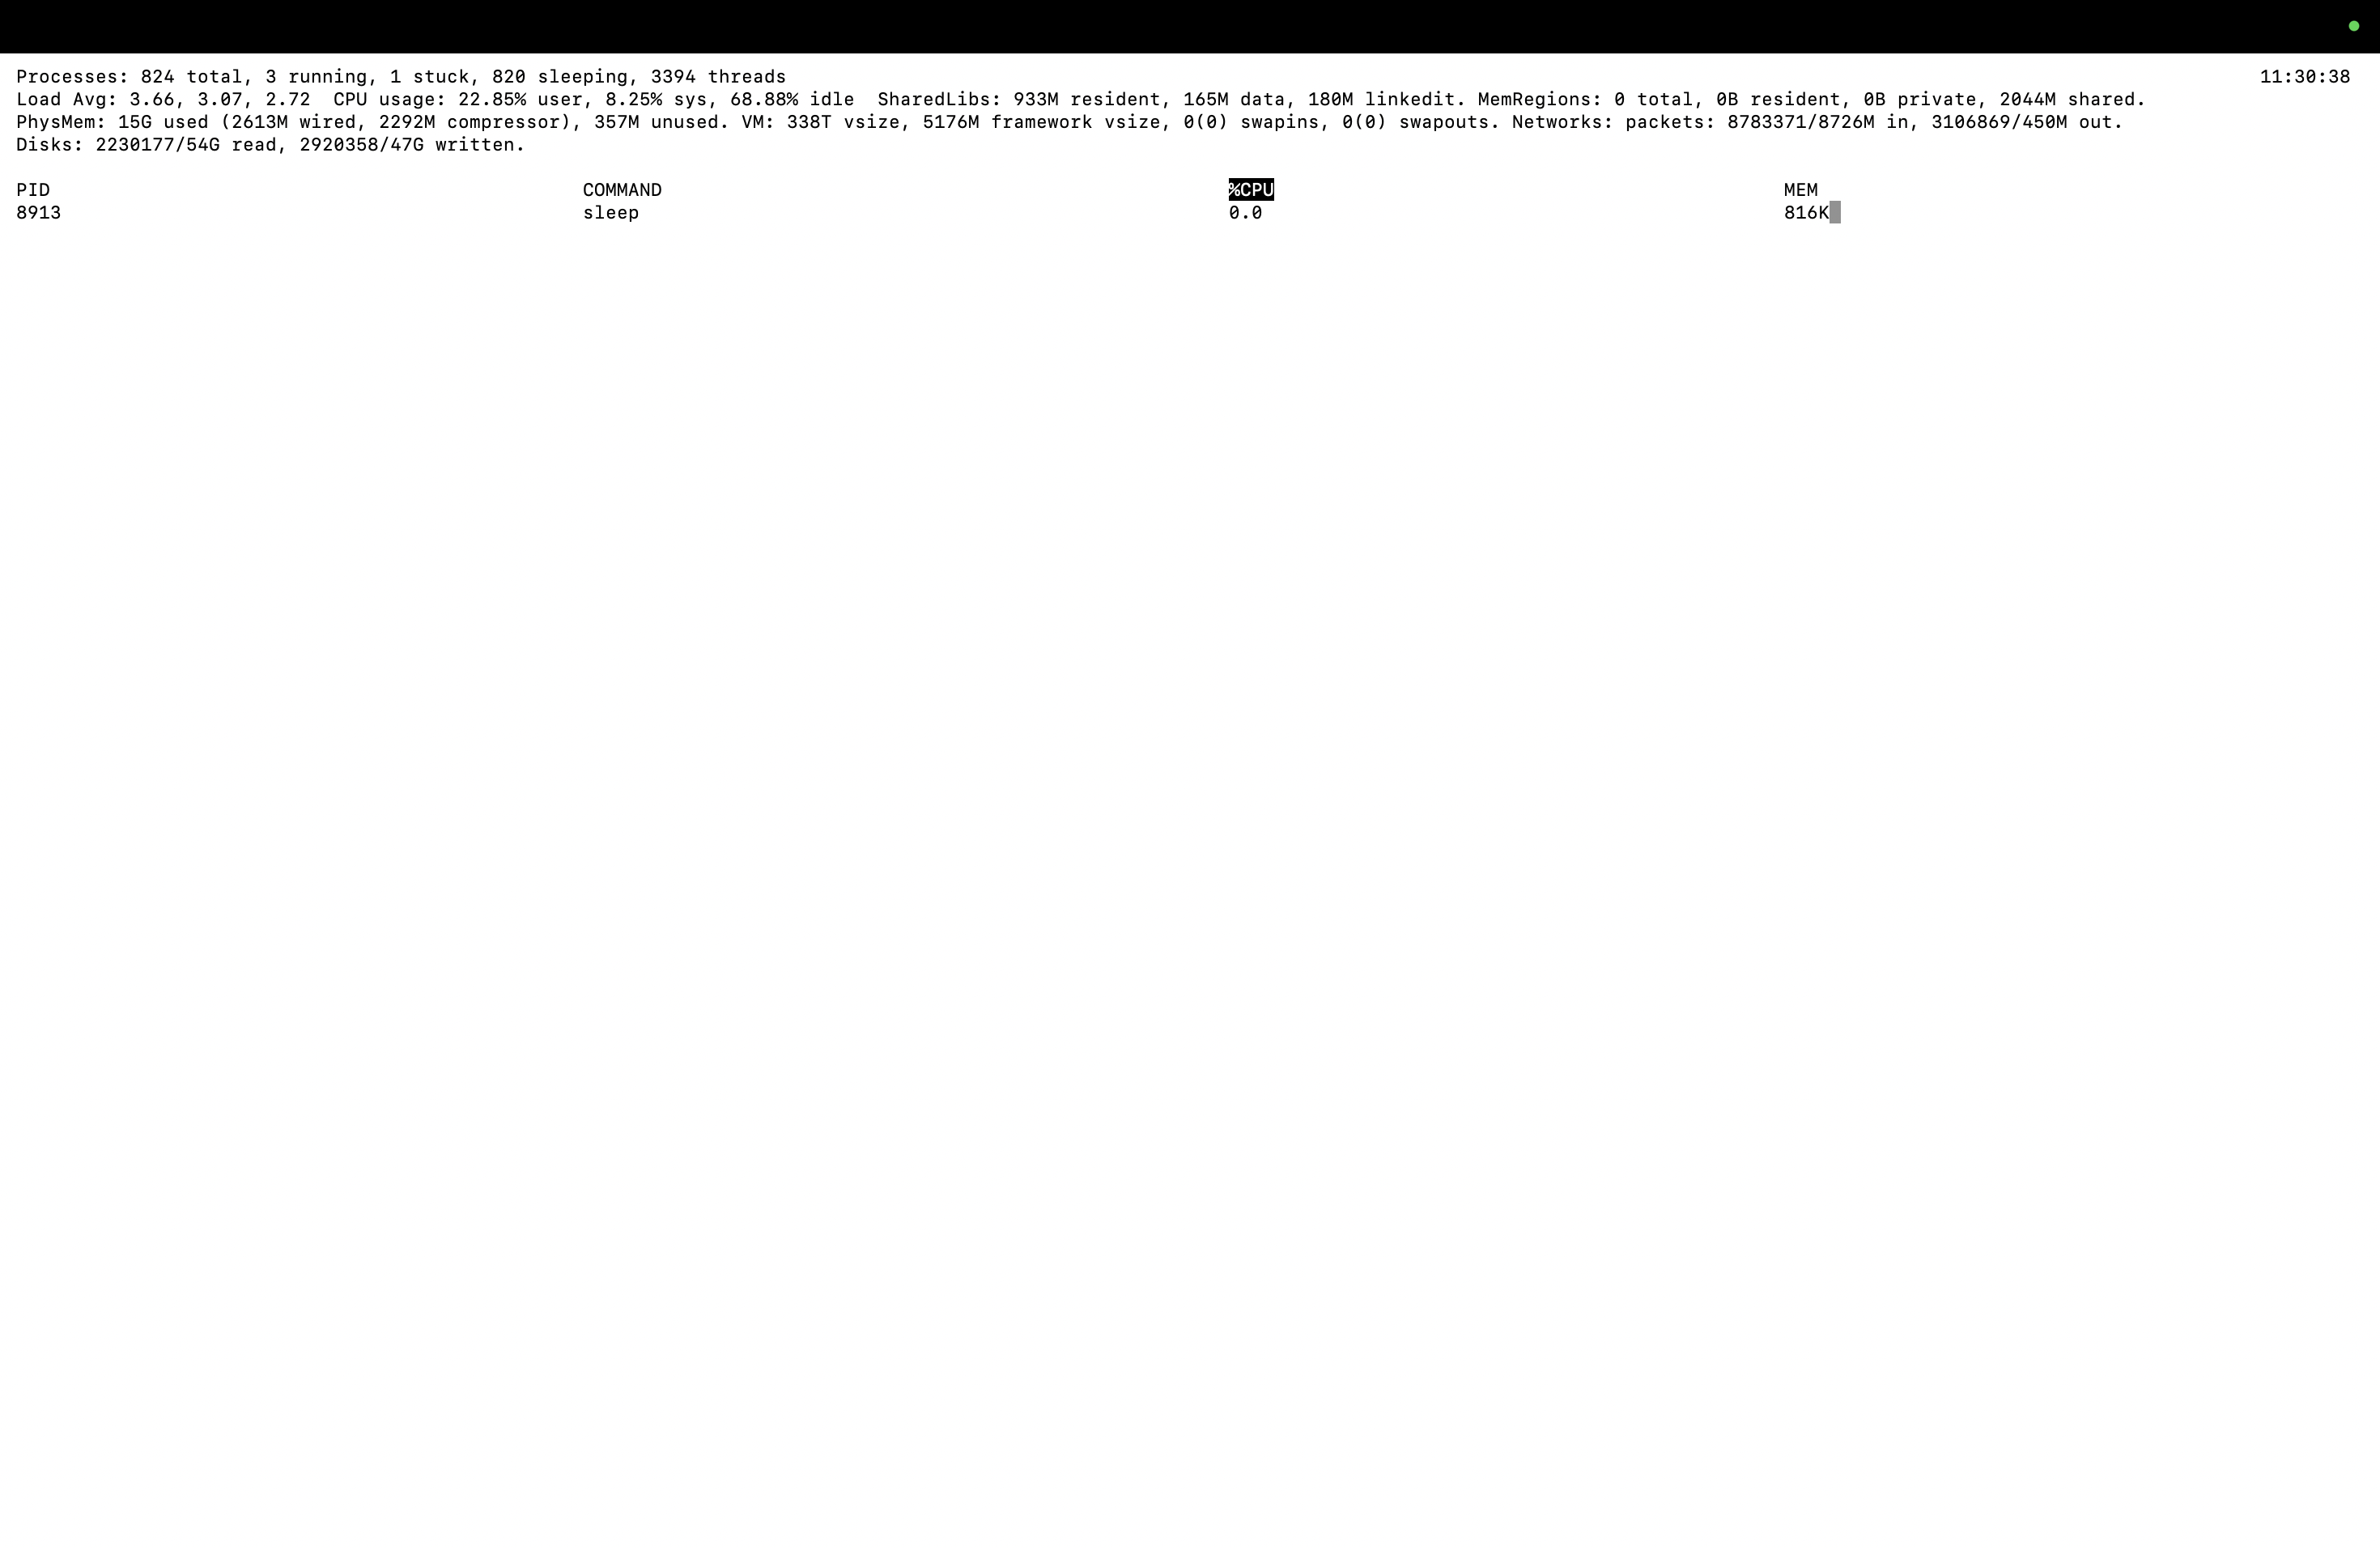 Processes: 824 total, 3 running, 1 stuck, 820 sleeping, 3394 threads 11:30:38
Load Avg: 3.66, 3.07, 2.72  CPU usage: 22.85% user, 8.25% sys, 68.88% idle  SharedLibs: 933M resident, 165M data, 180M linkedit. MemRegions: 0 total, 0B resident, 0B private, 2044M shared.
PhysMem: 15G used (2613M wired, 2292M compressor), 357M unused. VM: 338T vsize, 5176M framework vsize, 0(0) swapins, 0(0) swapouts. Networks: packets: 8783371/8726M in, 3106869/450M out.
Disks: 2230177/54G read, 2920358/47G written.
PID COMMAND %CPU MEM
8913 sleep 0.0 816K